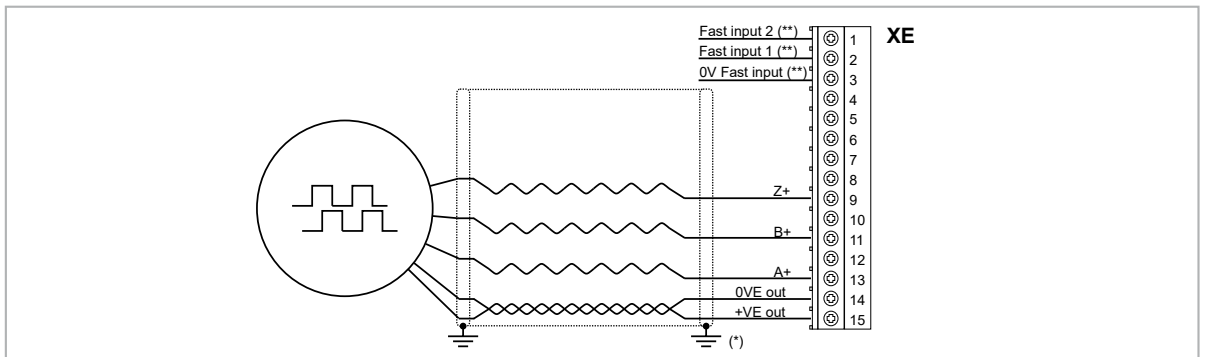 Fast input 2 (**)
Fast input 1 (**)
0V Fast input (**)
XE
1
2
3
4
5
6
7
8
9
10
11
12
13
14
15
Z+
B+
A+
0VE out
+VE out
(*)